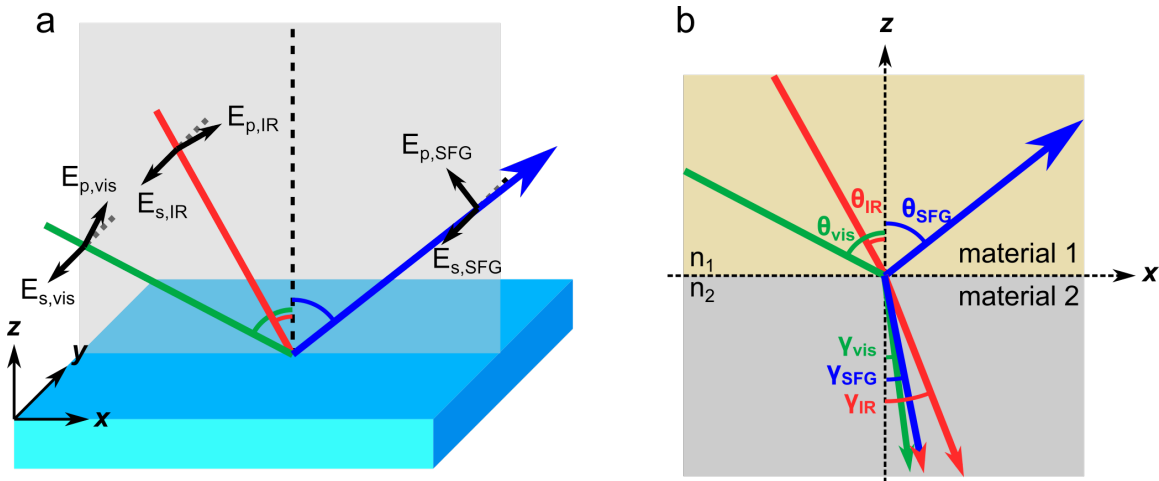 a
E_p,IR
E_p,SFG
E_p,vis
E_s,IR
E_s,SFG
E_s,vis
z
y
x
b
z
θ_IR
θ_SFG
θ_vis
n_1
material 1
x
n_2
material 2
γ_vis
γ_SFG
γ_IR